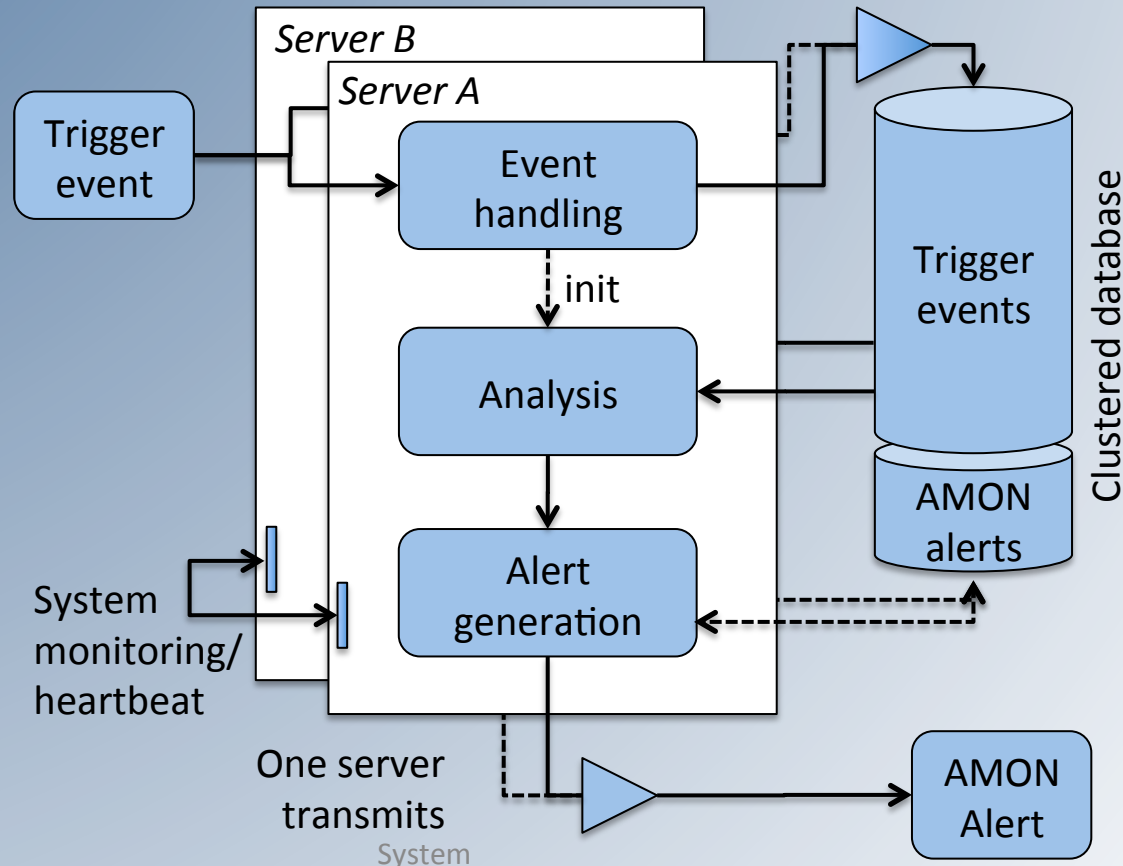 Server B
Server A
Trigger
event
Event
handling
init
Trigger
events
Clustered database
Analysis
AMON
alerts
Alert
generation
System
monitoring/
heartbeat
One server
transmits
System
AMON
Alert